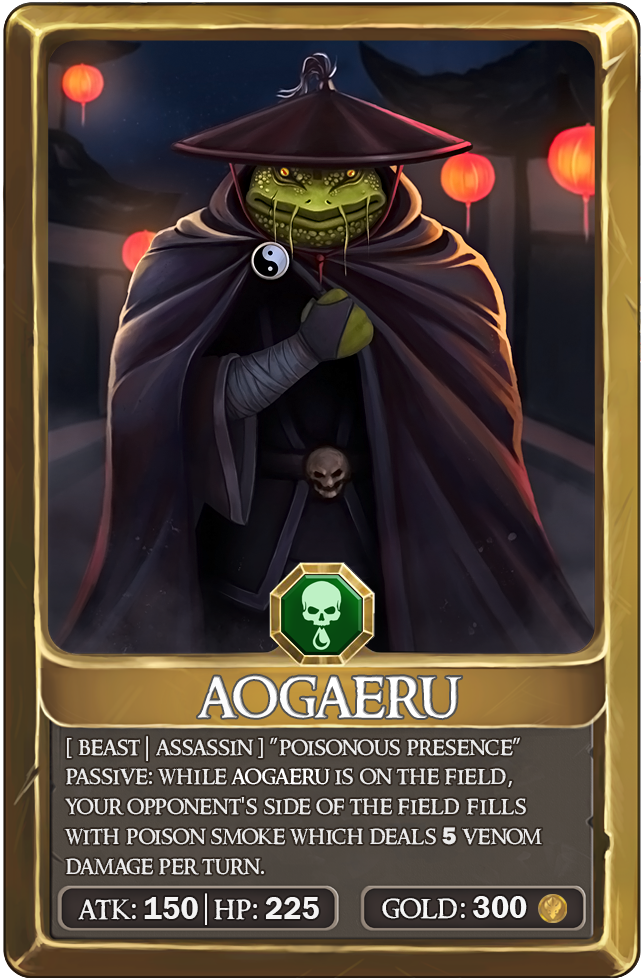 AOGAERU
[ BEAST | ASSASSIN ] "POISONOUS PRESENCE"
PASSIVE: WHILE AOGAERU IS ON THE FIELD,
YOUR OPPONENT'S SIDE OF THE FIELD FILLS
WITH POISON SMOKE WHICH DEALS 5 VENOM
DAMAGE PER TURN.
ATK: 150 | HP: 225 GOLD: 300